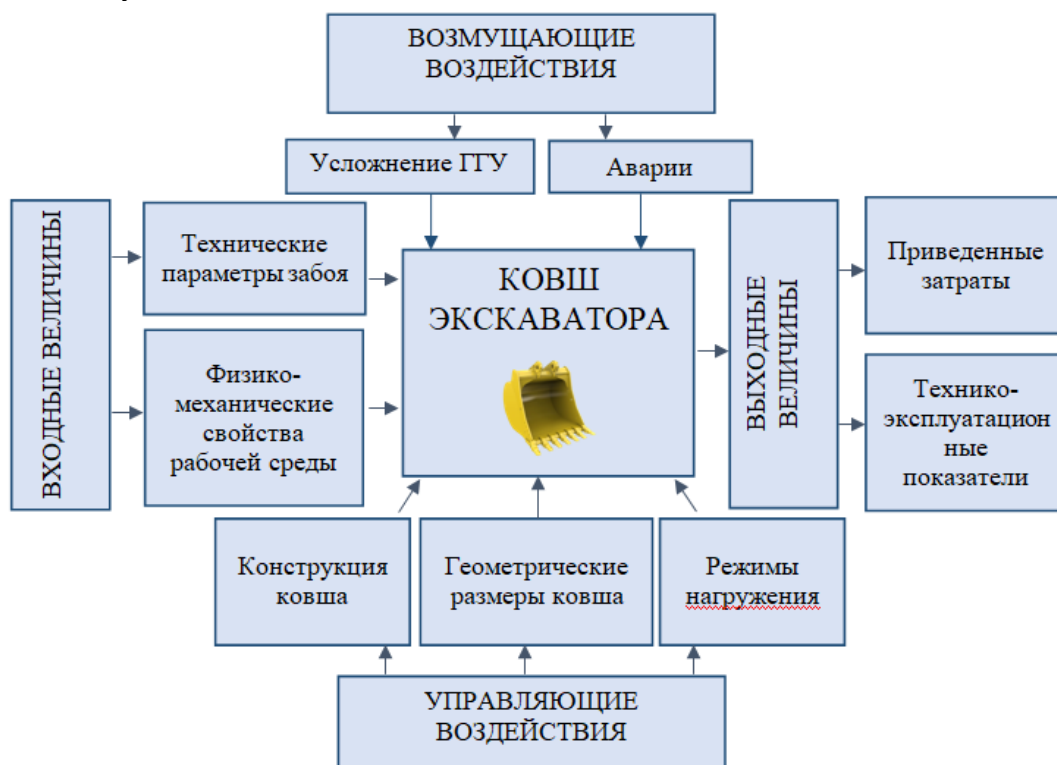 ВОЗМУЩАЮЩИЕ
ВОЗДЕЙСТВИЯ
Усложнение ГГУ
Аварии
ВХОДНЫЕ ВЕЛИЧИНЫ
Технические
параметры забоя
Физико-
механические
свойства
рабочей среды
КОВШ
ЭКСКАВАТОРА
ВЫХОДНЫЕ
ВЕЛИЧИНЫ
Приведенные
затраты
Технико-
эксплуатацион
ные
показатели
Конструкция
ковша
Геометрические
размеры ковша
Режимы
нагружения
УПРАВЛЯЮЩИЕ
ВОЗДЕЙСТВИЯ